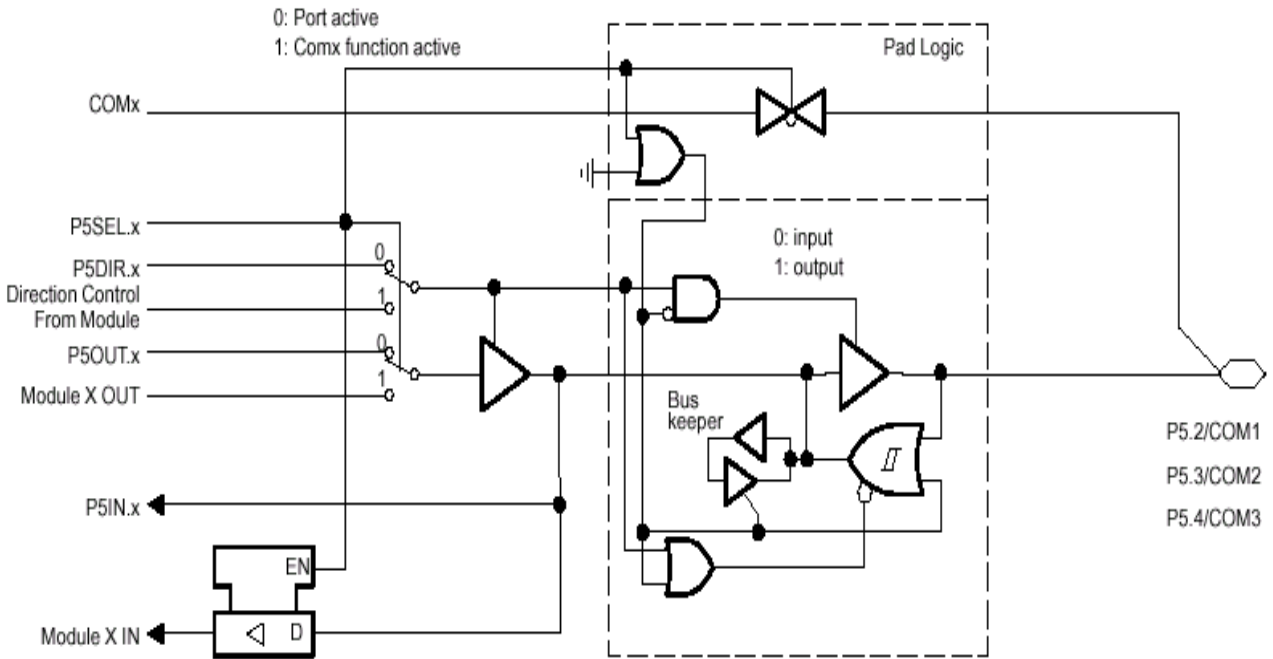 0: Port active
1: Comx function active
Pad Logic
COMx
P5SEL.x
0
P5DIR.x
Direction Control
From Module
1
0: input
1: output
P5OUT.x
0
Module X OUT
1
Bus
keeper
P5.2/COM1
P5.3/COM2
P5.4/COM3
P5IN.x
EN
Module X IN
D